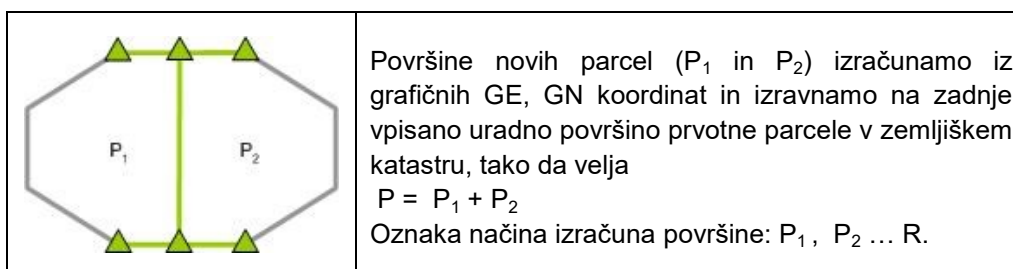 P₁
P₂
Površine novih parcel (P₁ in P₂) izračunamo iz
grafičnih GE, GN koordinat in izravnamo na zadnje
vpisano uradno površino prvotne parcele v zemljiškem
katastru, tako da velja
P = P₁ + P₂
Oznaka načina izračuna površine: P₁ , P₂ … R.